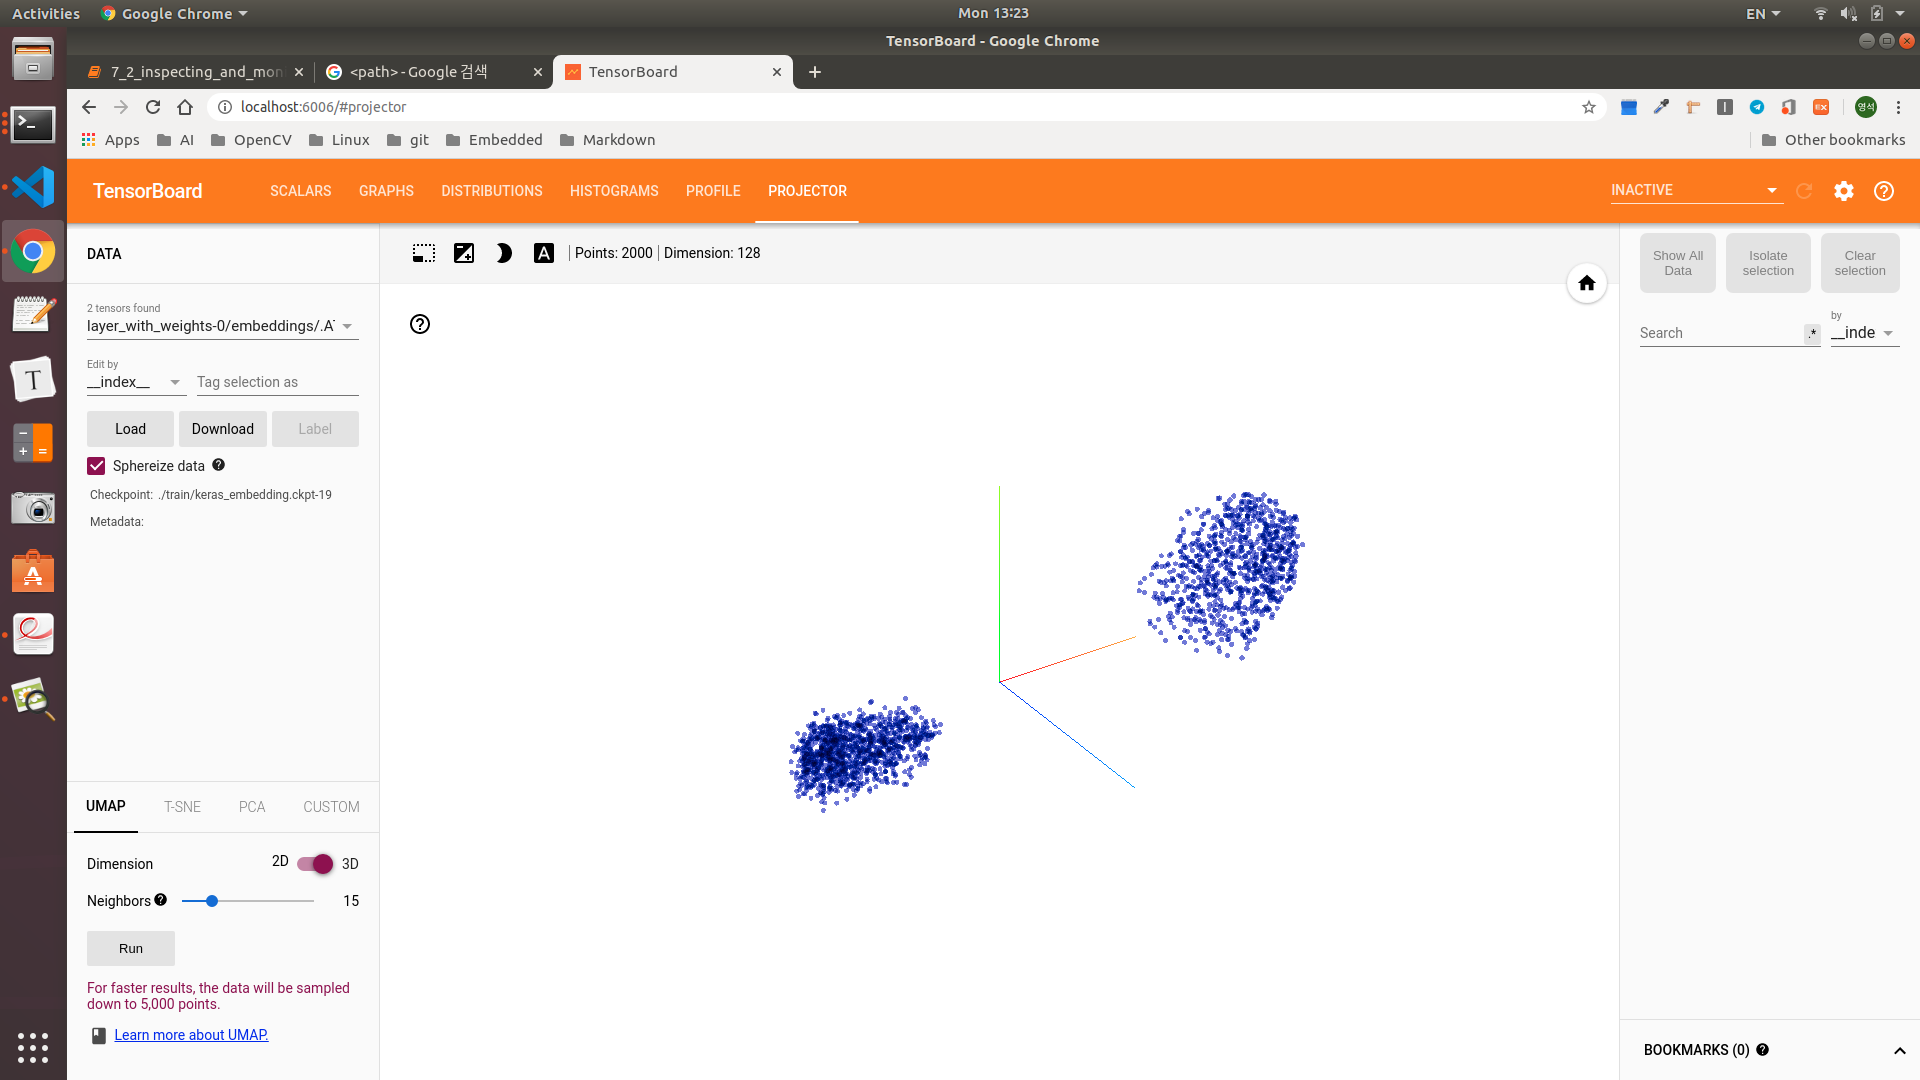 Activities Google Chrome Mon 13:23 EN
TensorBoard - Google Chrome
7_2_inspecting_and_mon <path> - Google 검색 TensorBoard
localhost:6006/#projector EX 영석
Apps AI OpenCV Linux git Embedded Markdown Other bookmarks
TensorBoard SCALARS GRAPHS DISTRIBUTIONS HISTOGRAMS PROFILE PROJECTOR INACTIVE
DATA
A Points: 2000 Dimension: 128
Show All Data
Isolate selection
Clear selection
2 tensors found
layer_with_weights-0/embeddings/.A
Search .*
by
__inde
Edit by
__index__ Tag selection as
Load Download Label
Sphereize data
Checkpoint: ./train/keras_embedding.ckpt-19
Metadata:
UMAP T-SNE PCA CUSTOM
Dimension 2D 3D
Neighbors 15
Run
For faster results, the data will be sampled
down to 5,000 points.
Learn more about UMAP.
BOOKMARKS (0)